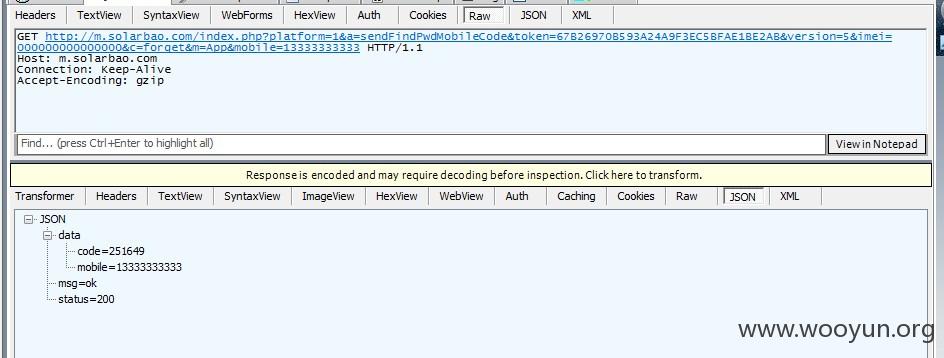 Headers TextView SyntaxView WebForms HexView Auth Cookies Raw JSON XML
GET http://m.solarbao.com/index.php?platform=1&a=sendFindPwdMobileCode&token=67B26970B593A24A9F3EC5BFAE1BE2AB&version=5&imei=
000000000000000&c=forget&m=App&mobile=13333333333 HTTP/1.1
Host: m.solarbao.com
Connection: Keep-Alive
Accept-Encoding: gzip
Find... (press Ctrl+Enter to highlight all) View in Notepad
Response is encoded and may require decoding before inspection. Click here to transform.
Transformer Headers TextView SyntaxView ImageView HexView WebView Auth Caching Cookies Raw JSON XML
JSON
data
code=251649
mobile=13333333333
msg=ok
status=200
www.wooyun.org